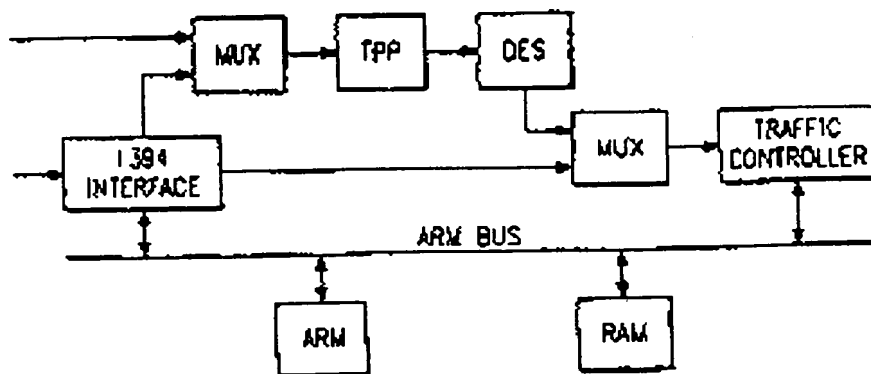 MUX
TPP
DES
MUX
TRAFFIC
CONTROLLER
1394
INTERFACE
ARM BUS
ARM
RAM